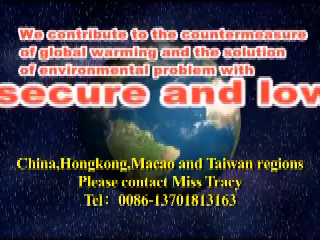 We contribute to the countermeasure
of global warming and the solution
of environmental problem with
secure and lov
China,Hongkong,Macao and Taiwan regions
Please contact Miss Tracy
Tel： 0086-13701813163